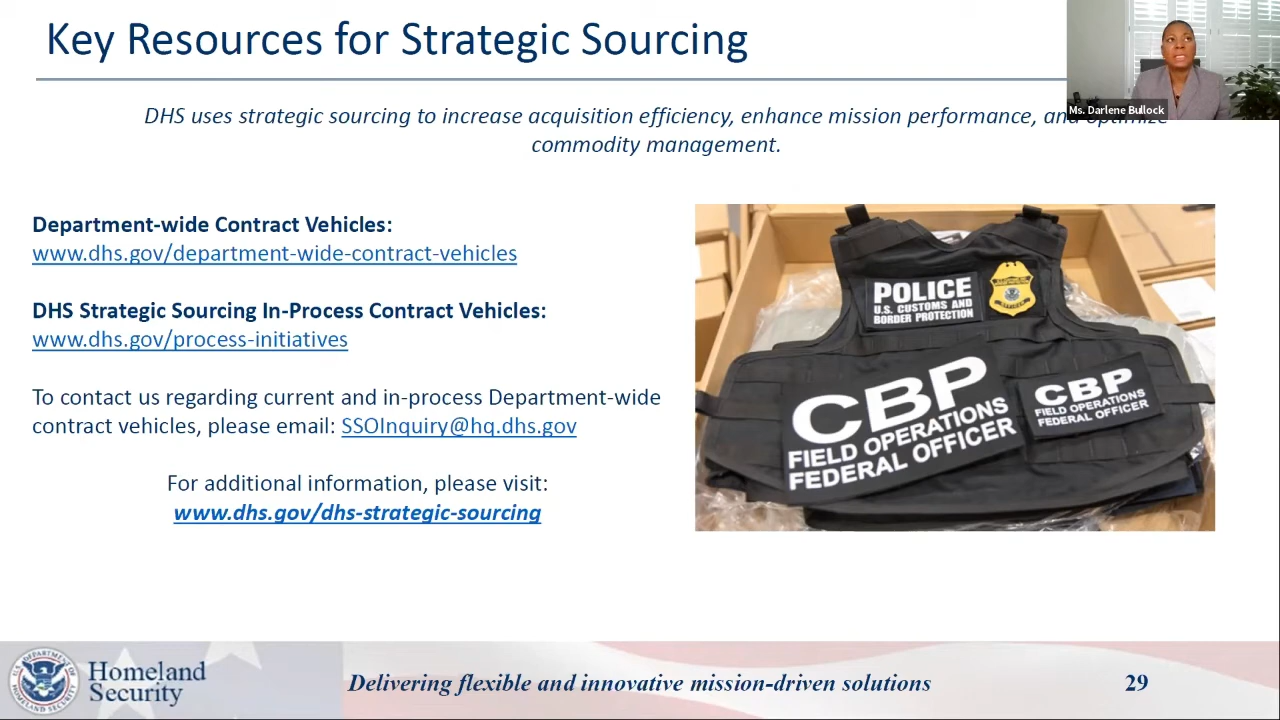 Key Resources for Strategic Sourcing
Ms. Darlene Bullock
DHS uses strategic sourcing to increase acquisition efficiency, enhance mission performance, and optimize
commodity management.
Department-wide Contract Vehicles:
www.dhs.gov/department-wide-contract-vehicles
DHS Strategic Sourcing In-Process Contract Vehicles:
www.dhs.gov/process-initiatives
To contact us regarding current and in-process Department-wide
contract vehicles, please email: SSOInquiry@hq.dhs.gov
For additional information, please visit:
www.dhs.gov/dhs-strategic-sourcing
POLICE
U.S. CUSTOMS AND
BORDER PROTECTION
CBP
FIELD OPERATIONS
FEDERAL OFFICER
CBP
FIELD OPERATIONS
FEDERAL OFFICER
Homeland
Security
Delivering flexible and innovative mission-driven solutions
29